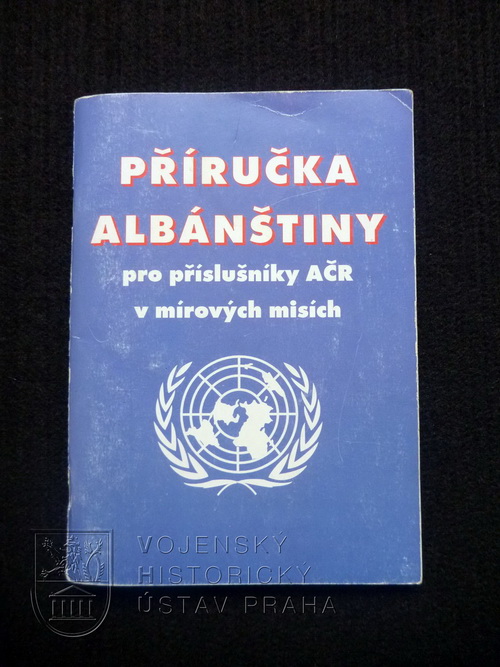 PŘÍRUČKA
ALBÁNŠTINY
pro příslušníky AČR
v mírových misích
VOJENSKÝ
HISTORICKÝ
ÚSTAV PRAHA